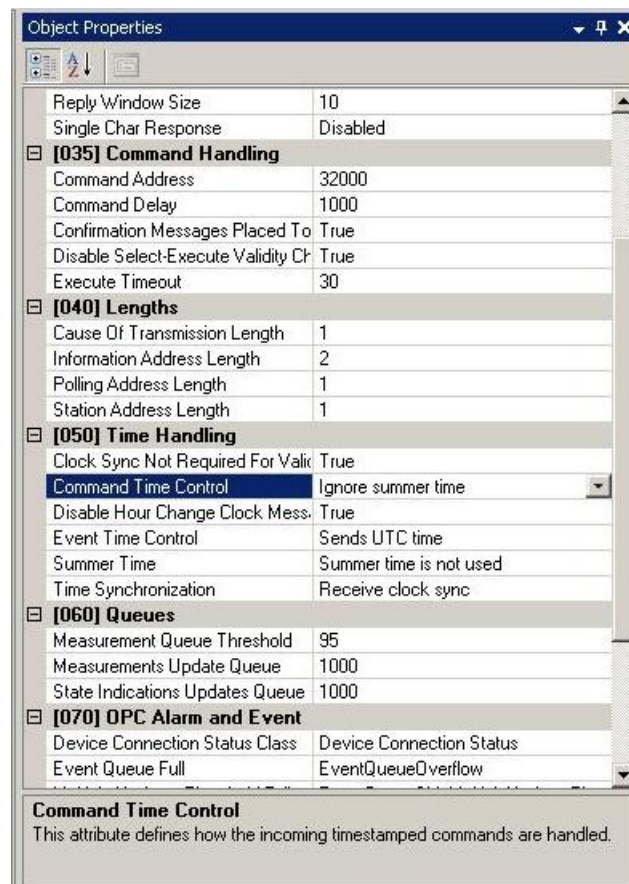 Object Properties
Reply Window Size 10
Single Char Response Disabled
[035] Command Handling
Command Address 32000
Command Delay 1000
Confirmation Messages Placed To True
Disable Select-Execute Validity Ch True
Execute Timeout 30
[040] Lengths
Cause Of Transmission Length 1
Information Address Length 2
Polling Address Length 1
Station Address Length 1
[050] Time Handling
Clock Sync Not Required For Valid True
Command Time Control Ignore summer time
Disable Hour Change Clock Mess True
Event Time Control Sends UTC time
Summer Time Summer time is not used
Time Synchronization Receive clock sync
[060] Queues
Measurement Queue Threshold 95
Measurements Update Queue 1000
State Indications Updates Queue 1000
[070] OPC Alarm and Event
Device Connection Status Class Device Connection Status
Event Queue Full EventQueueOverflow
Command Time Control
This attribute defines how the incoming timestamped commands are handled.